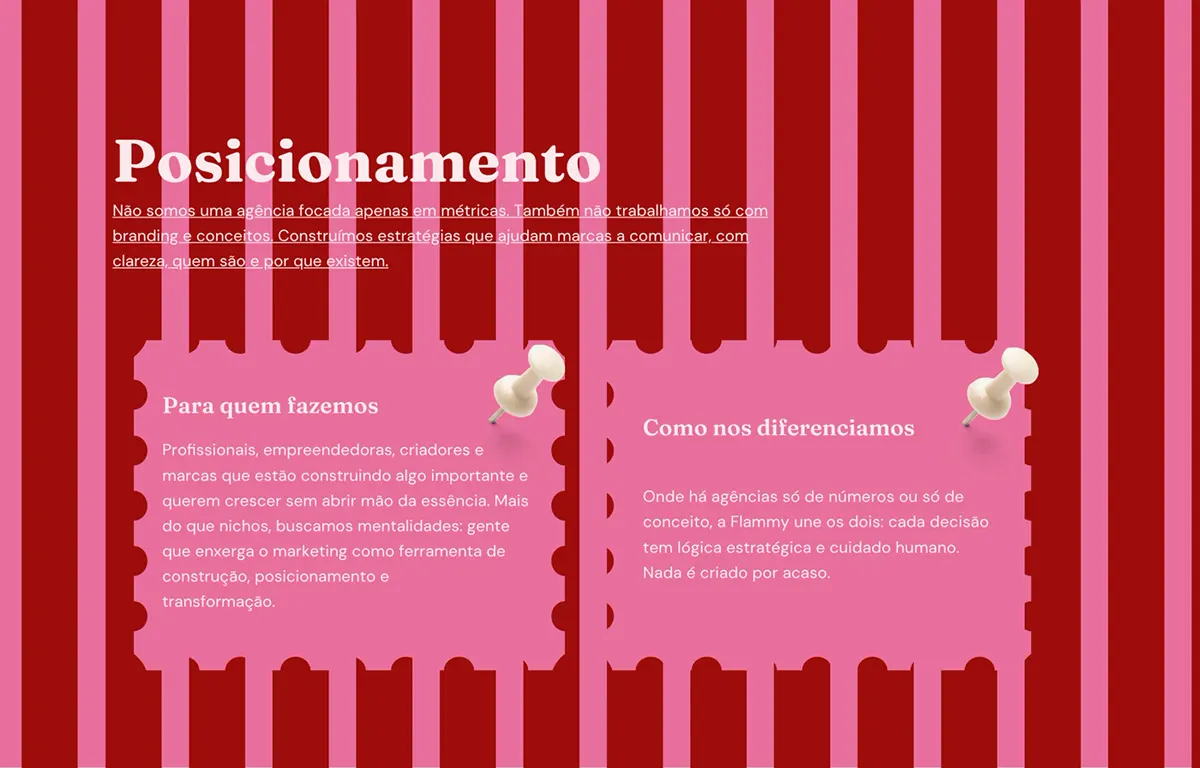 Posicionamento
Não somos uma agência focada apenas em métricas. Também não trabalhamos só com
branding e conceitos. Construímos estratégias que ajudam marcas a comunicar, com
clareza, quem são e por que existem.
Para quem fazemos
Profissionais, empreendedoras, criadores e
marcas que estão construindo algo importante e
querem crescer sem abrir mão da essência. Mais
do que nichos, buscamos mentalidades: gente
que enxerga o marketing como ferramenta de
construção, posicionamento e
transformação.
Como nos diferenciamos
Onde há agências só de números ou só de
conceito, a Flammy une os dois: cada decisão
tem lógica estratégica e cuidado humano.
Nada é criado por acaso.